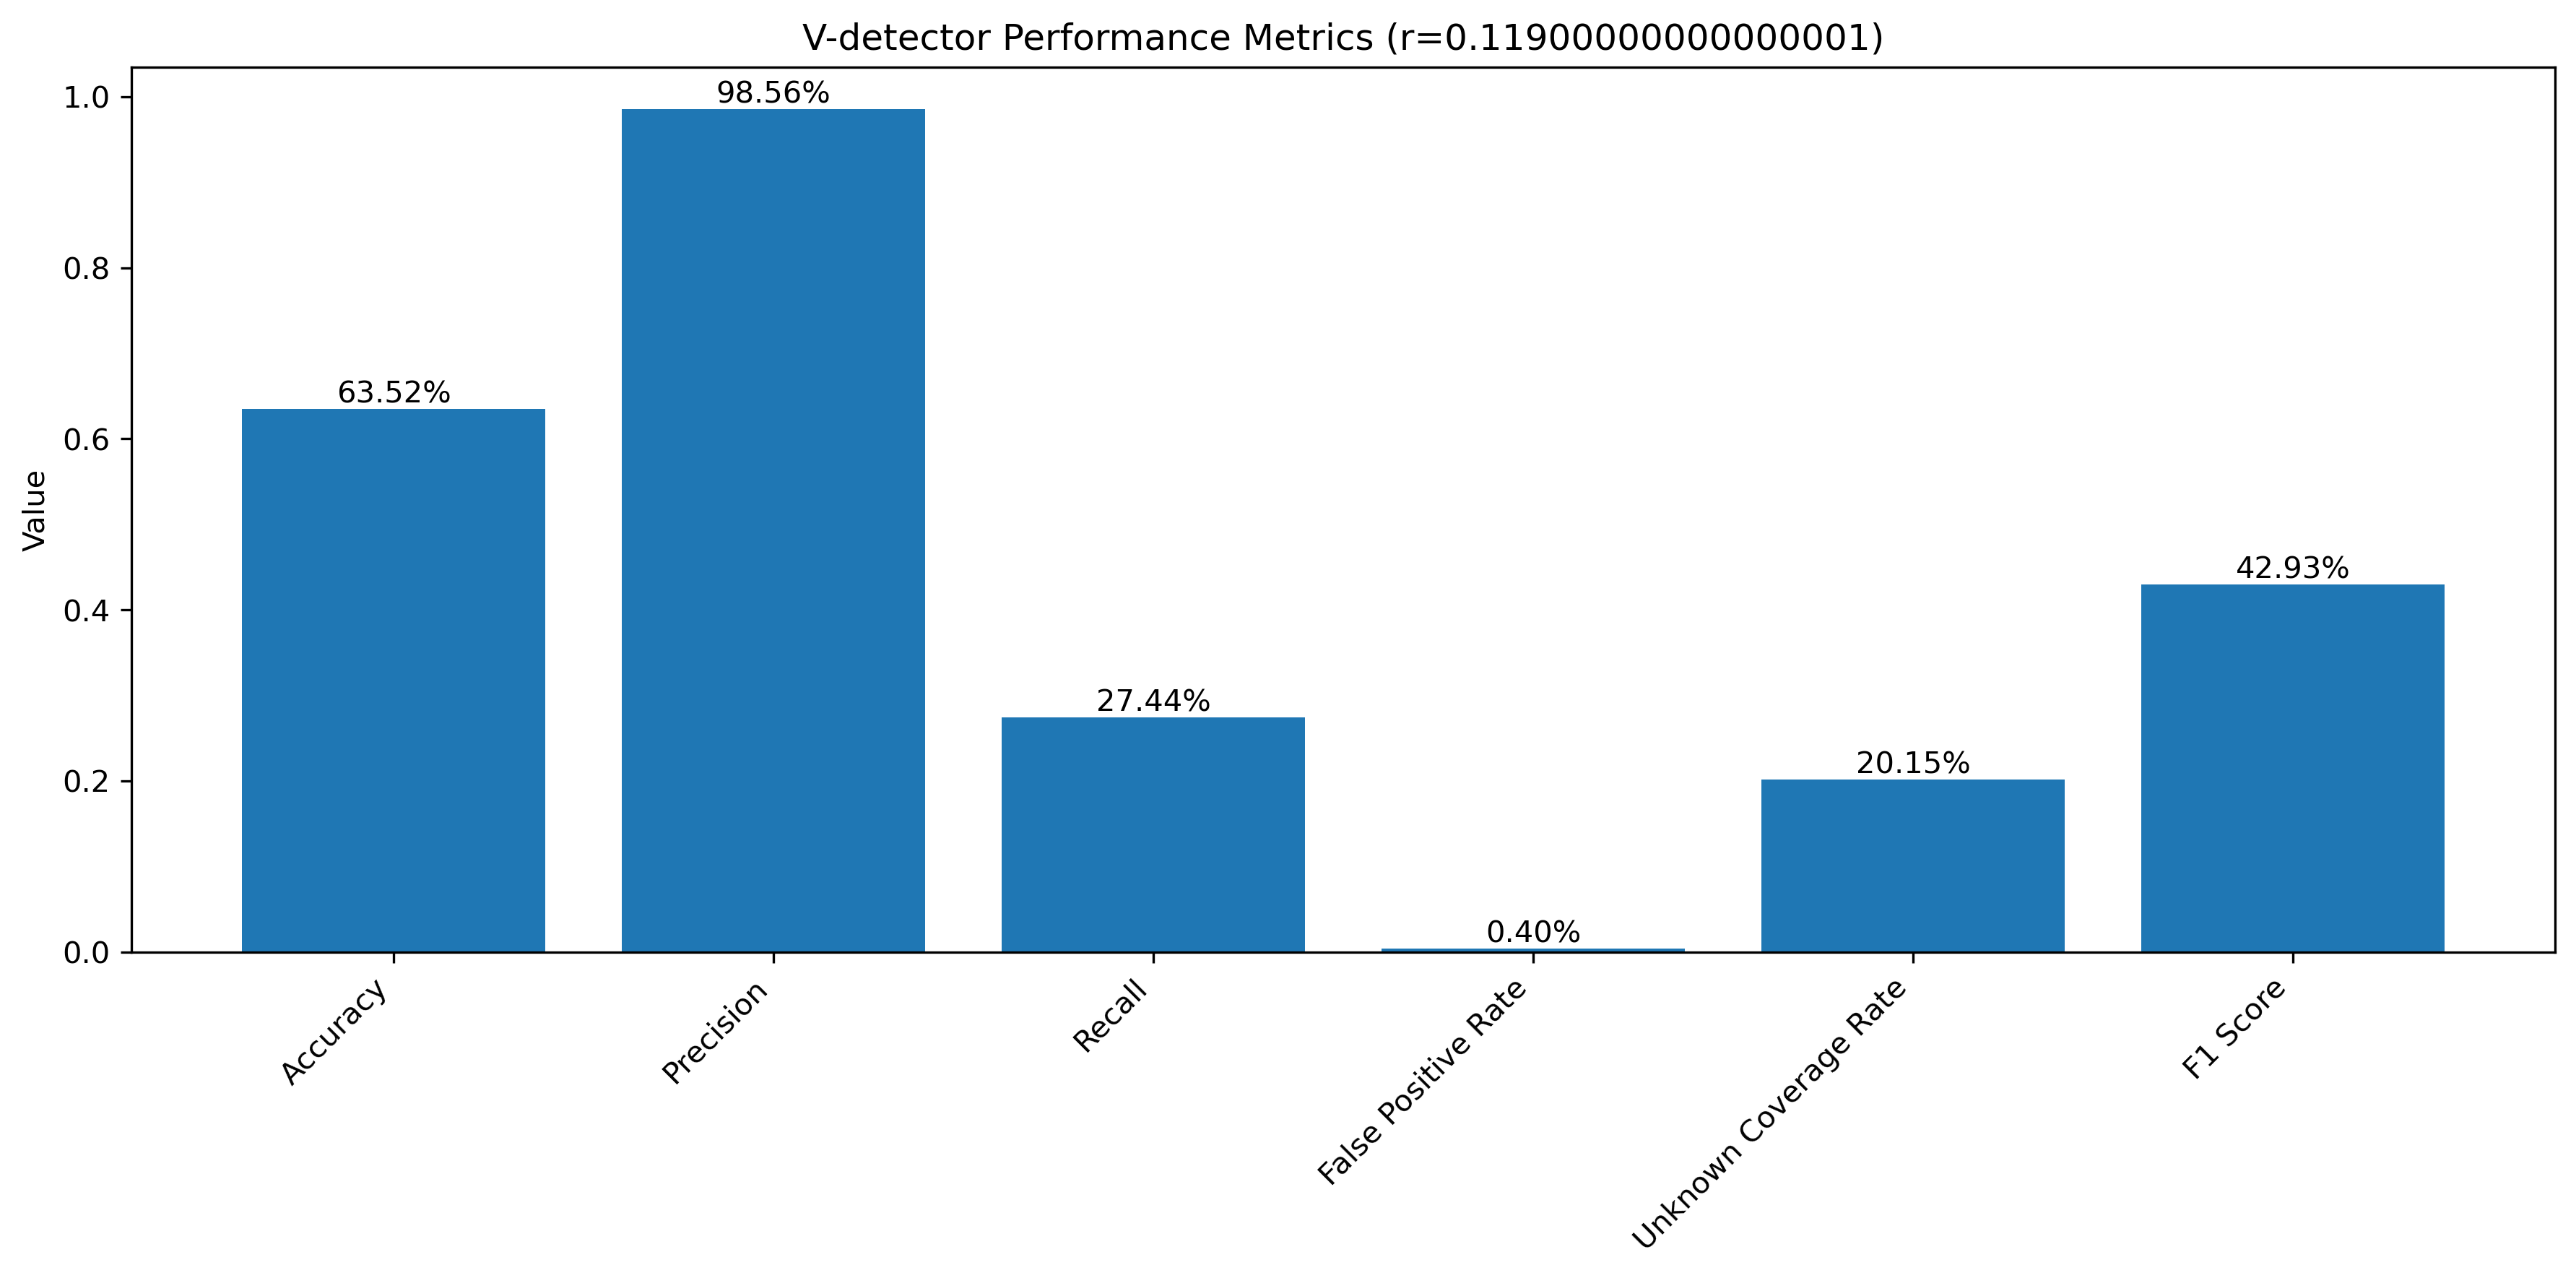 V-detector Performance Metrics (r=0.11900000000000001)
Value
1.0
0.8
0.6
0.4
0.2
0.0
63.52%
98.56%
27.44%
0.40%
20.15%
42.93%
Accuracy
Precision
Recall
False Positive Rate
Unknown Coverage Rate
F1 Score